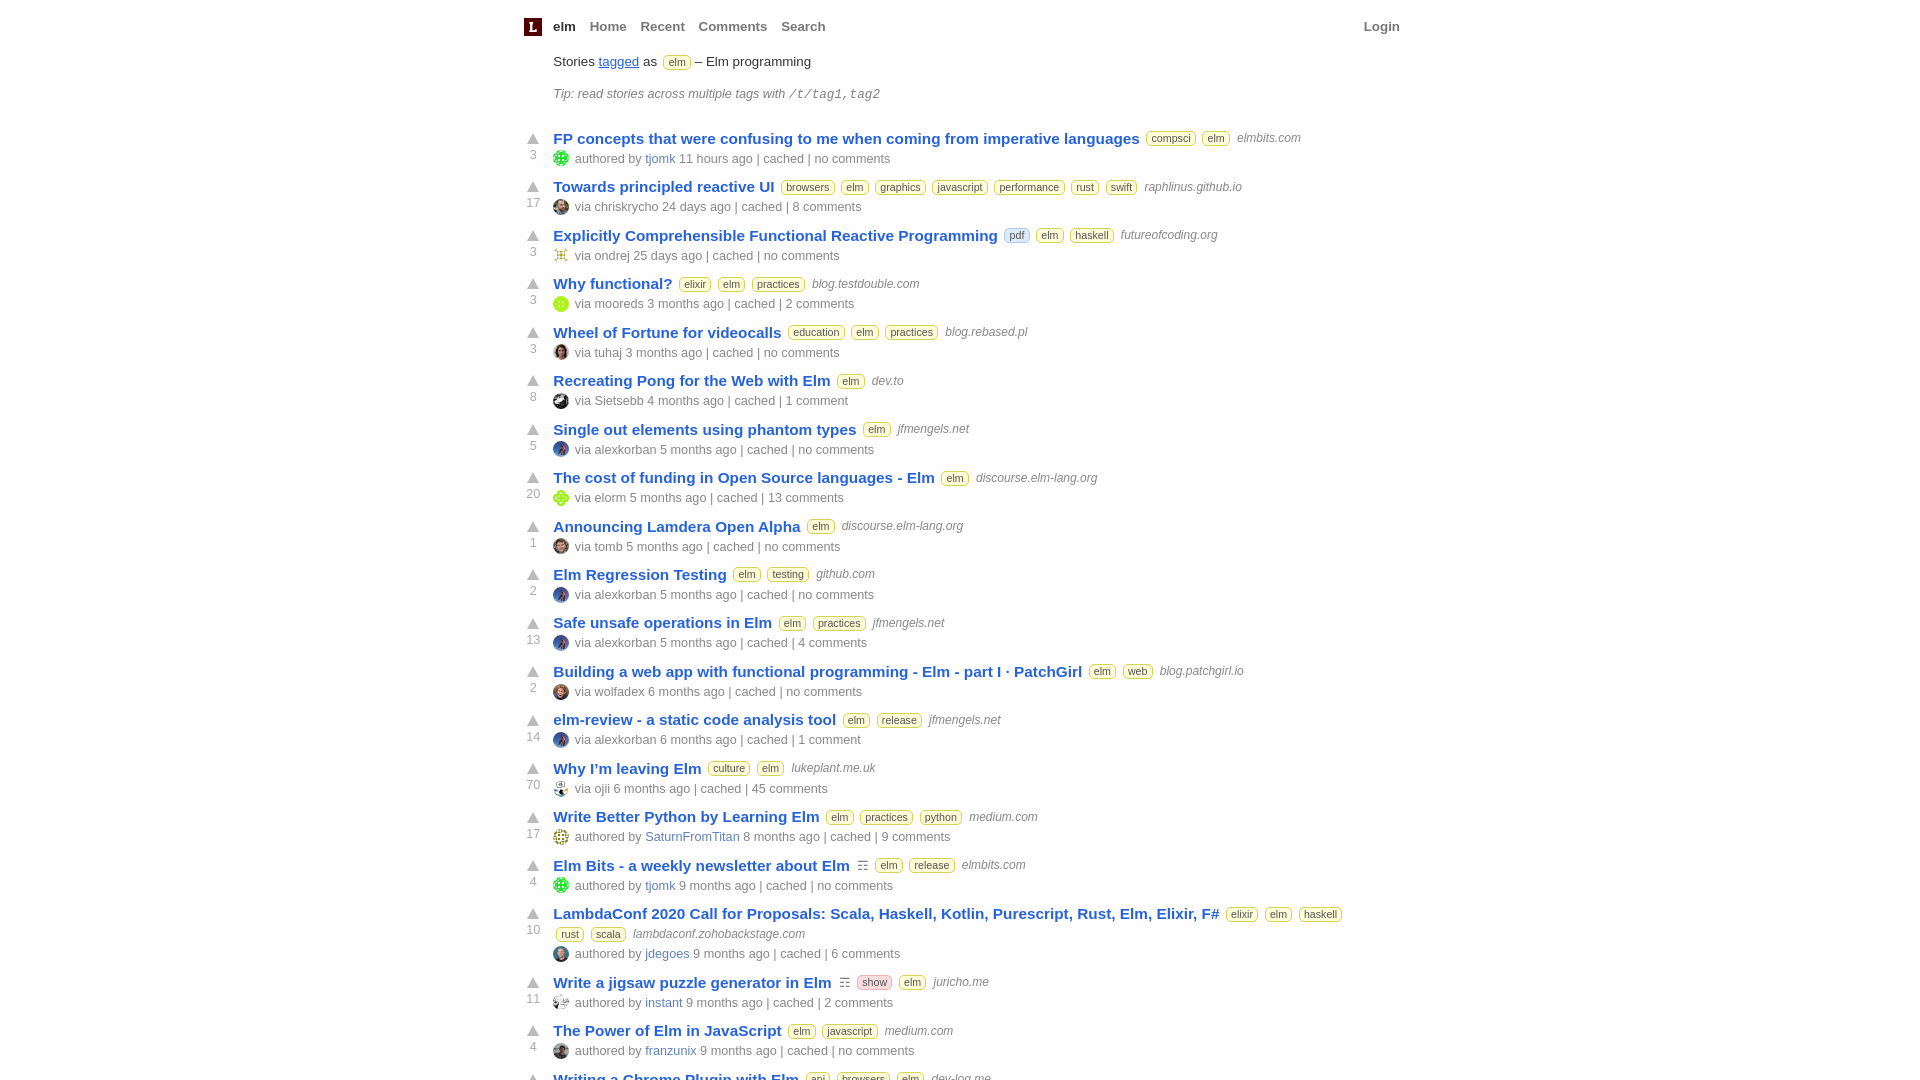 L elm Home Recent Comments Search Login
Stories tagged as elm – Elm programming
Tip: read stories across multiple tags with /t/tag1,tag2
FP concepts that were confusing to me when coming from imperative languages compsci elm elmbits.com
3 authored by tjomk 11 hours ago | cached | no comments
Towards principled reactive UI browsers elm graphics javascript performance rust swift raphlinus.github.io
17 via chriskrycho 24 days ago | cached | 8 comments
Explicitly Comprehensible Functional Reactive Programming pdf elm haskell futureofcoding.org
3 via ondrej 25 days ago | cached | no comments
Why functional? elixir elm practices blog.testdouble.com
3 via mooreds 3 months ago | cached | 2 comments
Wheel of Fortune for videocalls education elm practices blog.rebased.pl
3 via tuhaj 3 months ago | cached | no comments
Recreating Pong for the Web with Elm elm dev.to
8 via Sietsebb 4 months ago | cached | 1 comment
Single out elements using phantom types elm jfmengels.net
5 via alexkorban 5 months ago | cached | no comments
The cost of funding in Open Source languages - Elm elm discourse.elm-lang.org
20 via elorm 5 months ago | cached | 13 comments
Announcing Lamdera Open Alpha elm discourse.elm-lang.org
1 via tomb 5 months ago | cached | no comments
Elm Regression Testing elm testing github.com
2 via alexkorban 5 months ago | cached | no comments
Safe unsafe operations in Elm elm practices jfmengels.net
13 via alexkorban 5 months ago | cached | 4 comments
Building a web app with functional programming - Elm - part I · PatchGirl elm web blog.patchgirl.io
2 via wolfadex 6 months ago | cached | no comments
elm-review - a static code analysis tool elm release jfmengels.net
14 via alexkorban 6 months ago | cached | 1 comment
Why I’m leaving Elm culture elm lukeplant.me.uk
70 via ojii 6 months ago | cached | 45 comments
Write Better Python by Learning Elm elm practices python medium.com
17 authored by SaturnFromTitan 8 months ago | cached | 9 comments
Elm Bits - a weekly newsletter about Elm ☶ elm release elmbits.com
4 authored by tjomk 9 months ago | cached | no comments
LambdaConf 2020 Call for Proposals: Scala, Haskell, Kotlin, Purescript, Rust, Elm, Elixir, F# elixir elm haskell
10 rust scala lambdaconf.zohobackstage.com
authored by jdegoes 9 months ago | cached | 6 comments
Write a jigsaw puzzle generator in Elm ☶ show elm juricho.me
11 authored by instant 9 months ago | cached | 2 comments
The Power of Elm in JavaScript elm javascript medium.com
4 authored by franzunix 9 months ago | cached | no comments
Writing a Chrome Plugin with Elm api browsers elm dev-log.me